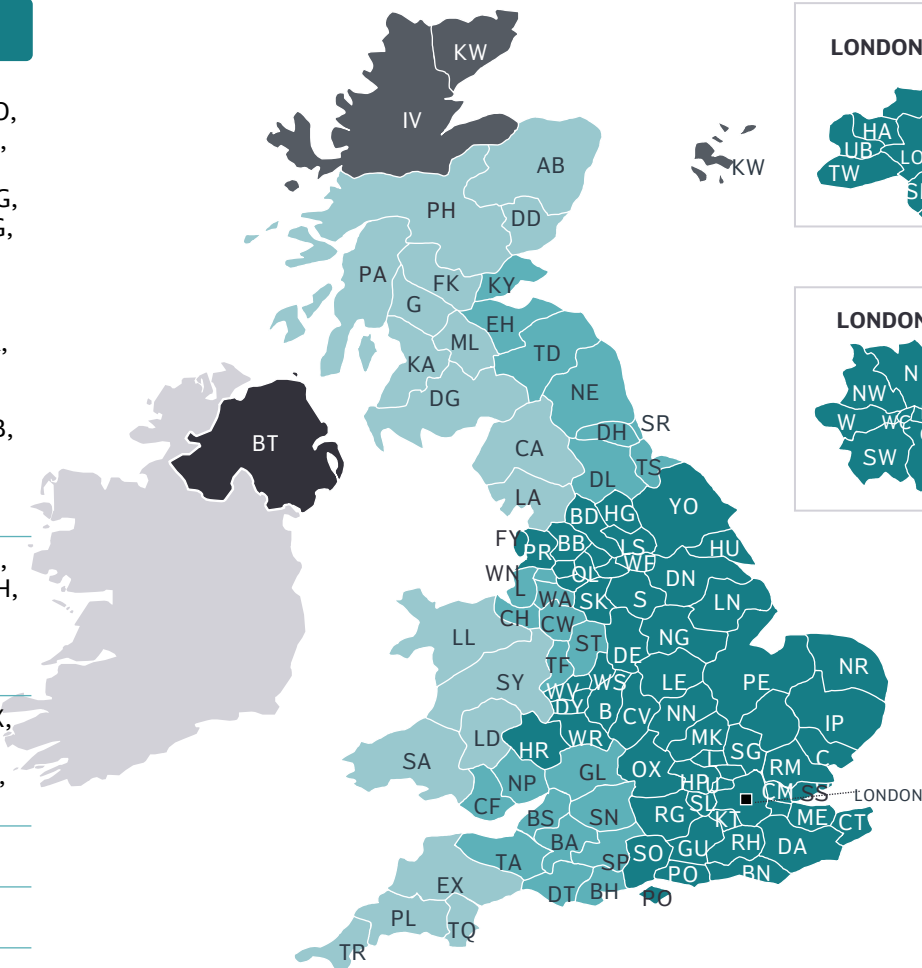 O,
,
G,
G,
,
B,
,
H,
X,
,
LONDON
HA
UB
LO
TW
LONDON
N
NW
W
WC
SW
KW
IV
KW
AB
PH
DD
PA
FK
KY
G
EH
ML
TD
KA
NE
DG
SR
DH
BT
CA
TS
DL
LA
YO
BD
HG
FY
PR
BB
LS
HU
WF
WN
OL
DN
L
WA
SK
S
LN
CH
CW
LL
ST
NG
DE
TF
NR
SY
WS
LE
PE
WV
DY
B
CV
NN
IP
LD
HR
WR
MK
SG
C
SA
GL
OX
RM
NP
HP
CM
SS
LONDON
SL
CF
BS
SN
RG
KT
ME
CT
BA
RH
DA
TA
SP
SO
GU
PO
BN
EX
DT
BH
PO
PL
TQ
TR